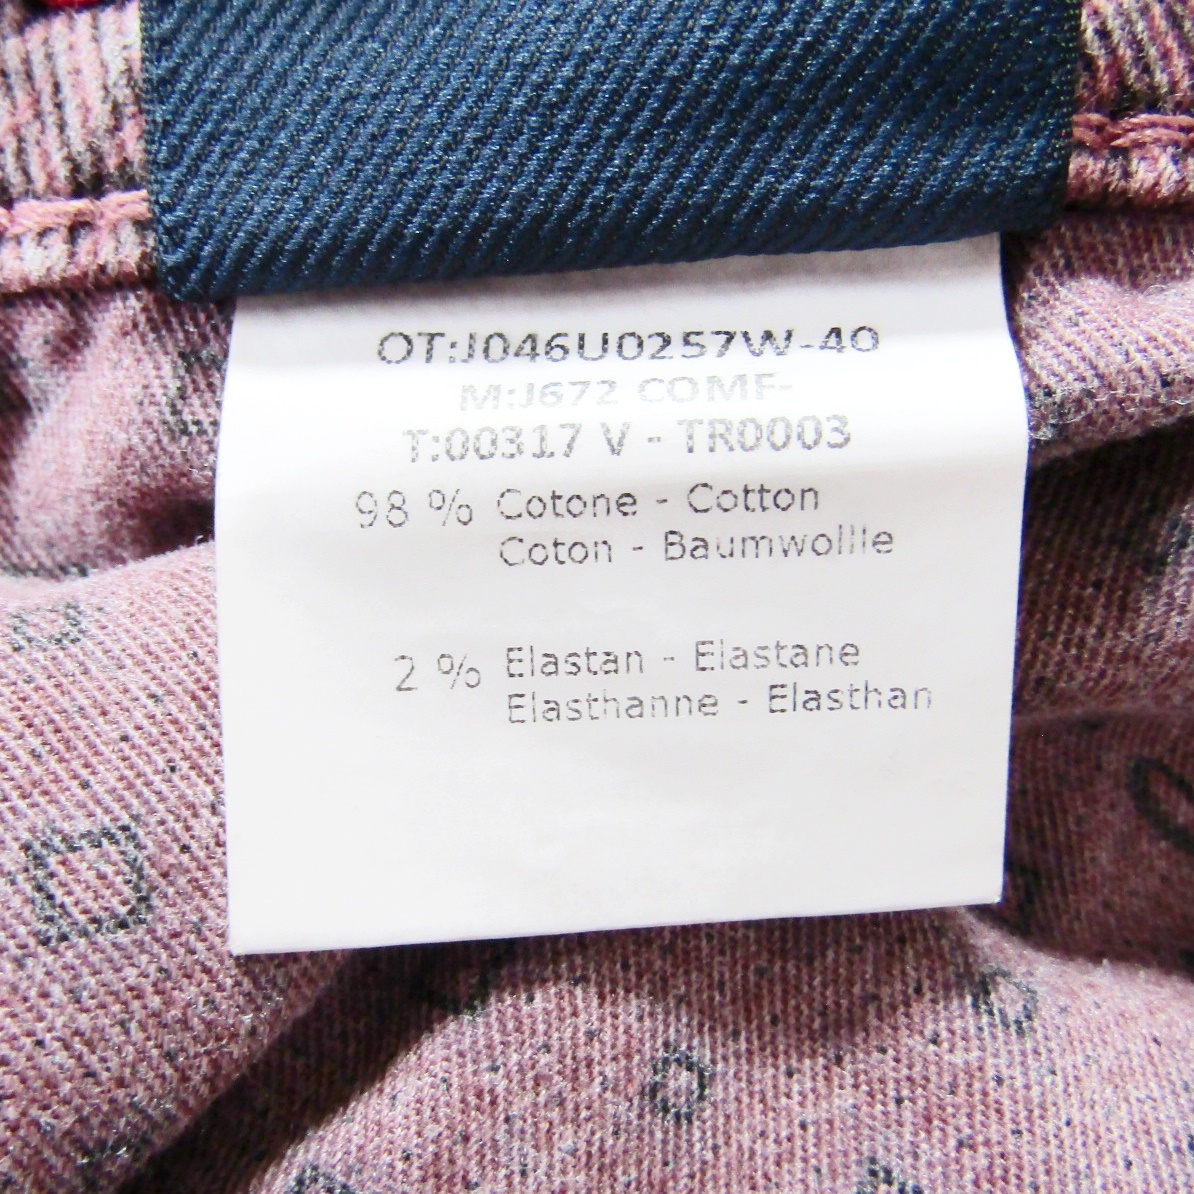 OT:J046U0257W-40
M:J672 COMF-
T:00317 V - TR0003
98 % Cotone - Cotton
Coton - Baumwollle
2 % Elastan - Elastane
Elasthanne - Elasthan